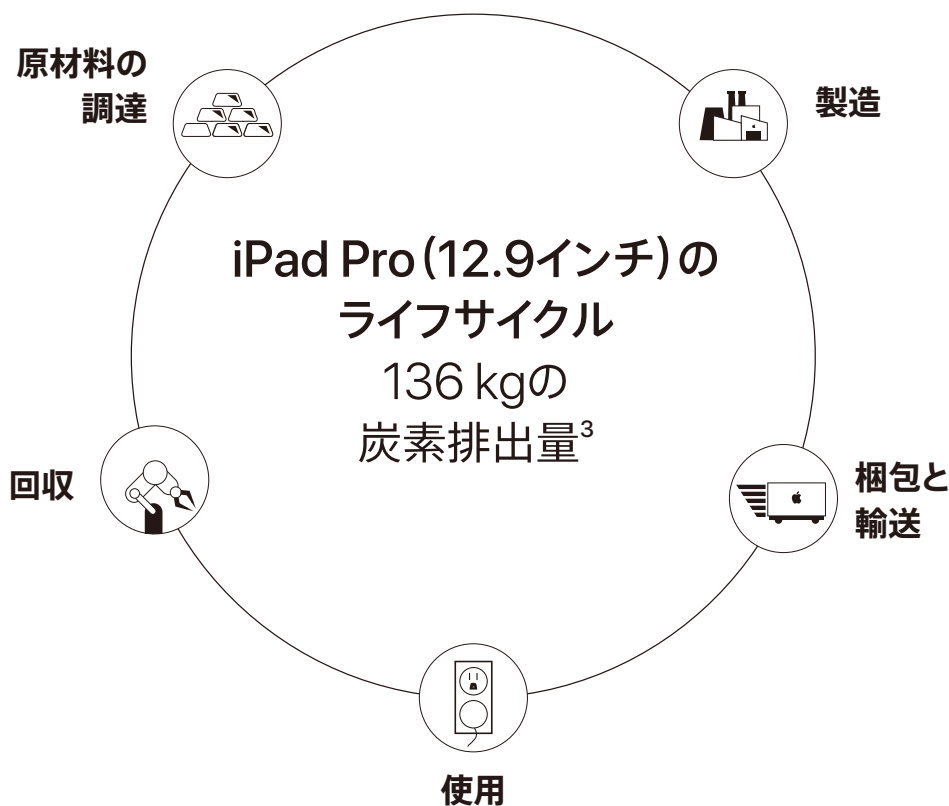 原材料の
調達
製造
iPad Pro（12.9インチ）の
ライフサイクル
136 kgの
炭素排出量³
回収
梱包と
輸送
使用